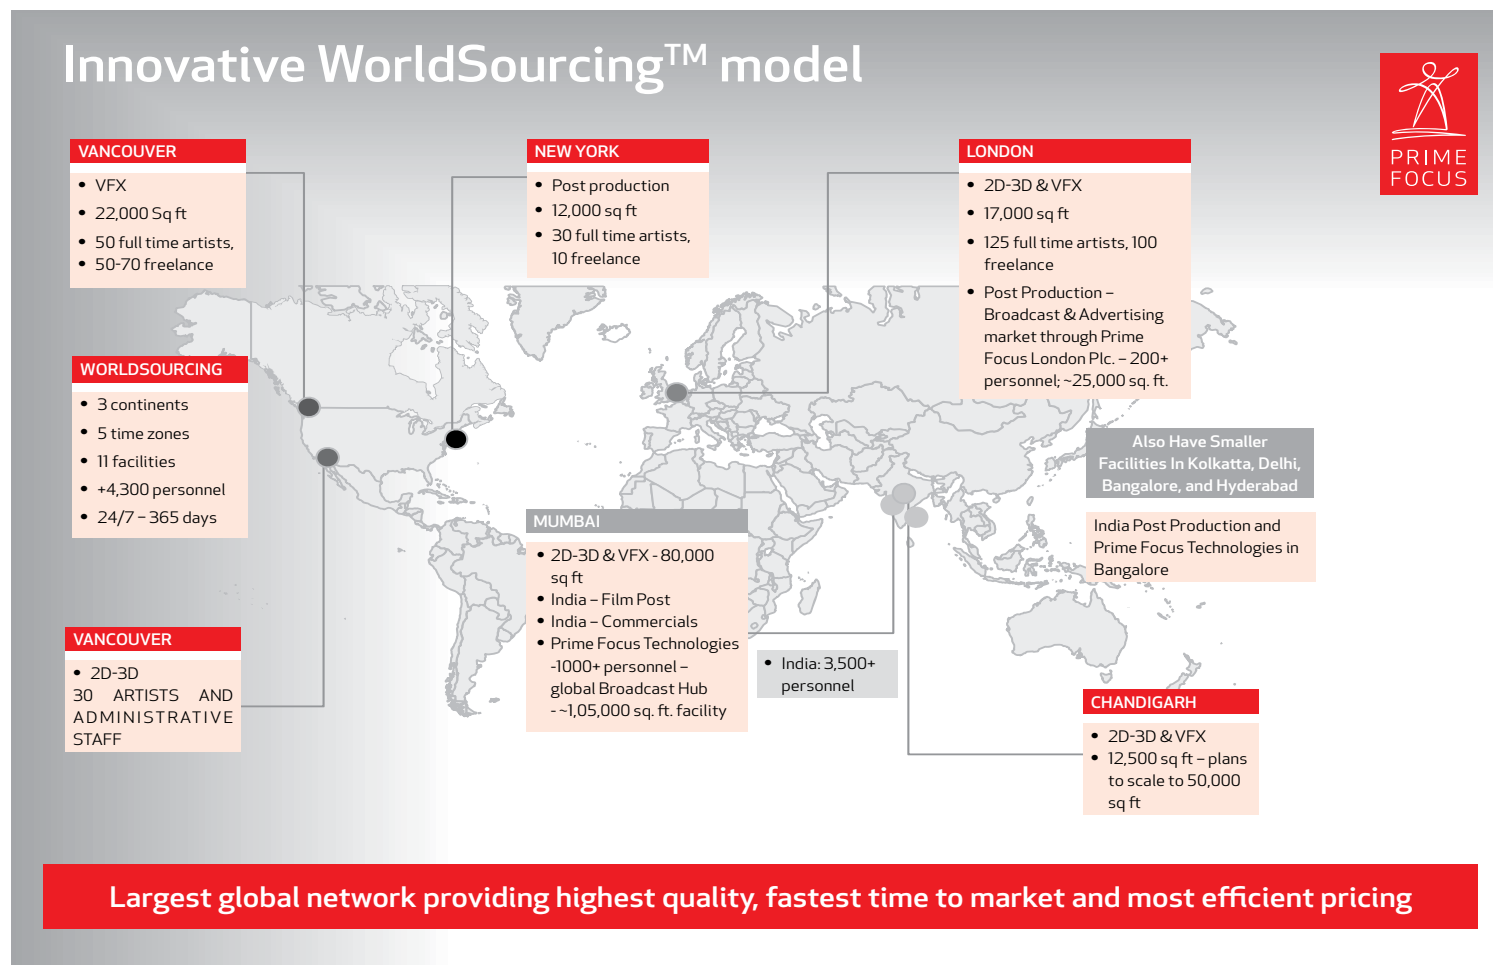 Innovative WorldSourcing™ model
PRIME
FOCUS
VANCOUVER
• VFX
• 22,000 Sq ft
• 50 full time artists,
• 50-70 freelance
NEW YORK
• Post production
• 12,000 sq ft
• 30 full time artists,
10 freelance
LONDON
• 2D-3D & VFX
• 17,000 sq ft
• 125 full time artists, 100
freelance
• Post Production –
Broadcast & Advertising
market through Prime
Focus London Plc. – 200+
personnel; ~25,000 sq. ft.
WORLDSOURCING
• 3 continents
• 5 time zones
• 11 facilities
• +4,300 personnel
• 24/7 – 365 days
Also Have Smaller
Facilities In Kolkatta, Delhi,
Bangalore, and Hyderabad
India Post Production and
Prime Focus Technologies in
Bangalore
MUMBAI
• 2D-3D & VFX - 80,000
sq ft
• India – Film Post
• India – Commercials
• Prime Focus Technologies
-1000+ personnel –
global Broadcast Hub
- ~1,05,000 sq. ft. facility
• India: 3,500+
personnel
VANCOUVER
• 2D-3D
30 ARTISTS AND
ADMINISTRATIVE
STAFF
CHANDIGARH
• 2D-3D & VFX
• 12,500 sq ft – plans
to scale to 50,000
sq ft
Largest global network providing highest quality, fastest time to market and most efficient pricing